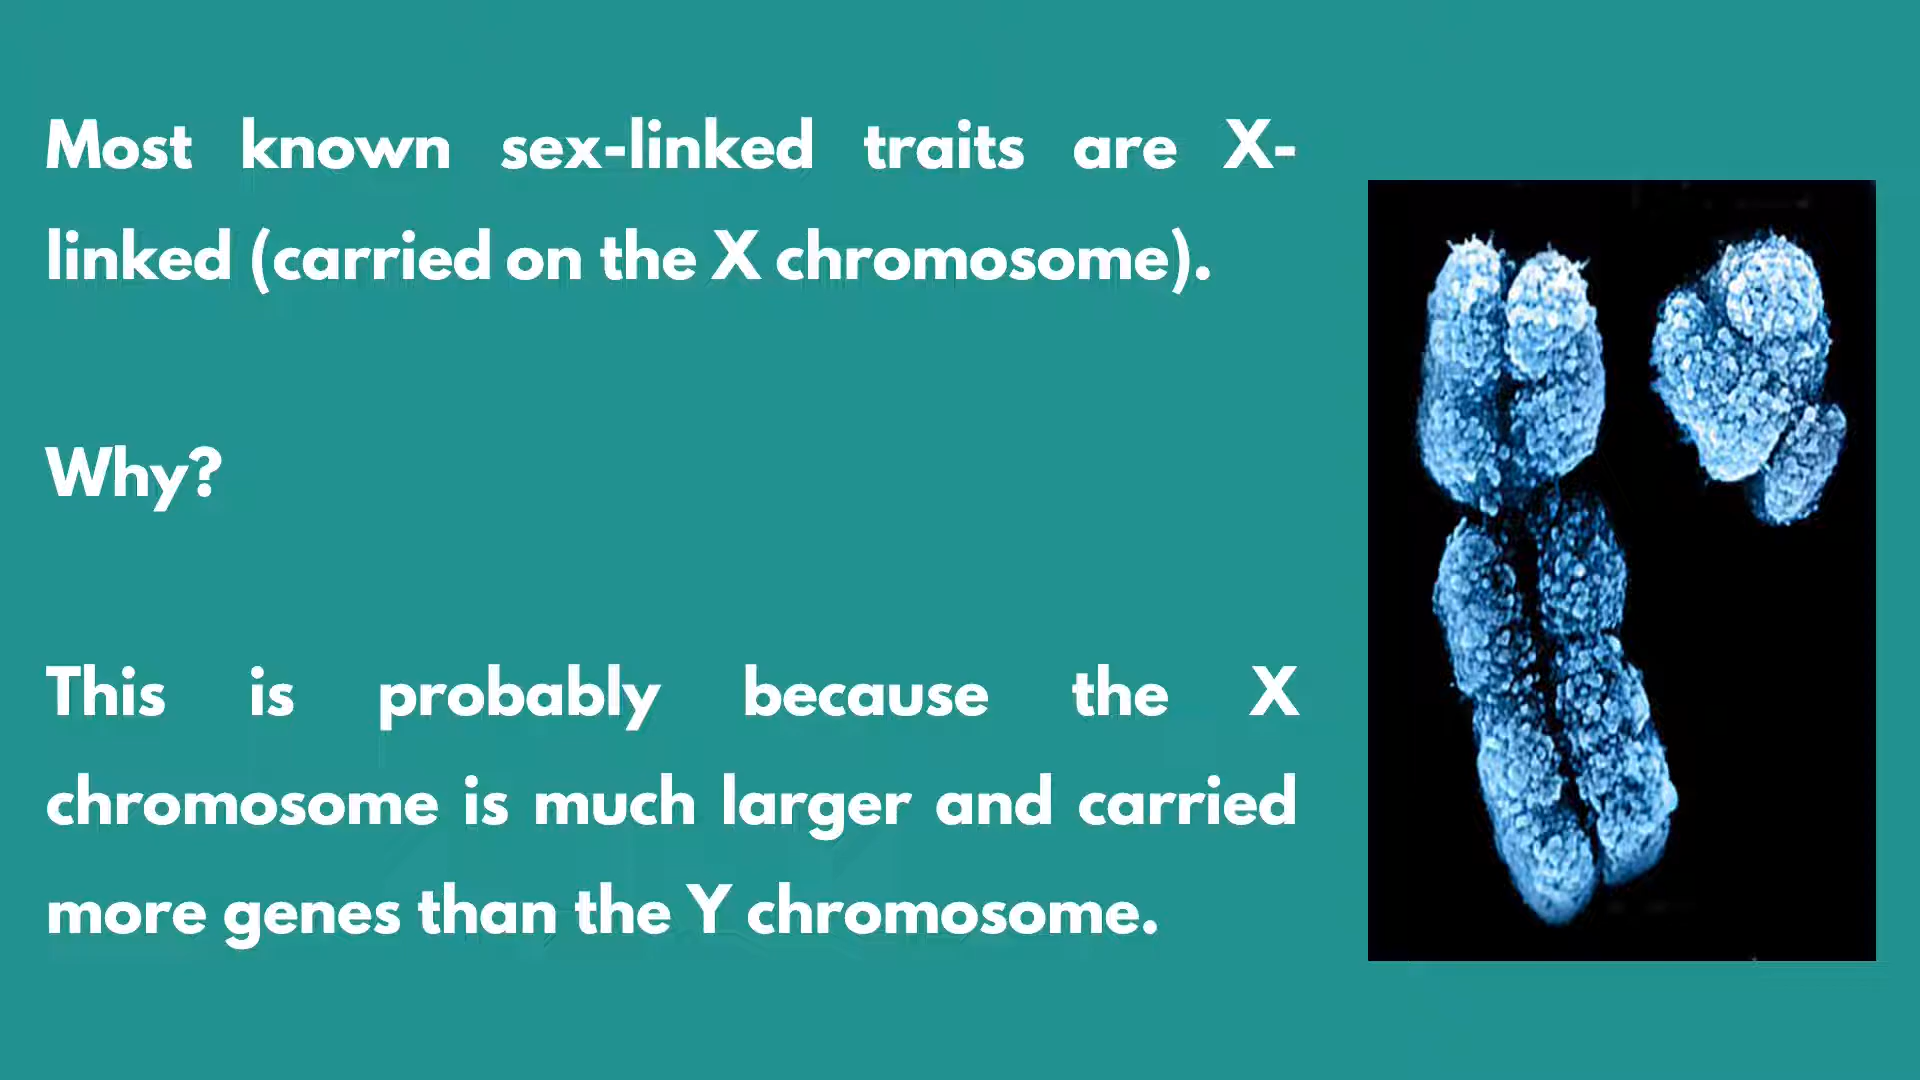 Most known sex-linked traits are X-
linked (carried on the X chromosome).
Why?
This is probably because the X
chromosome is much larger and carried
more genes than the Y chromosome.